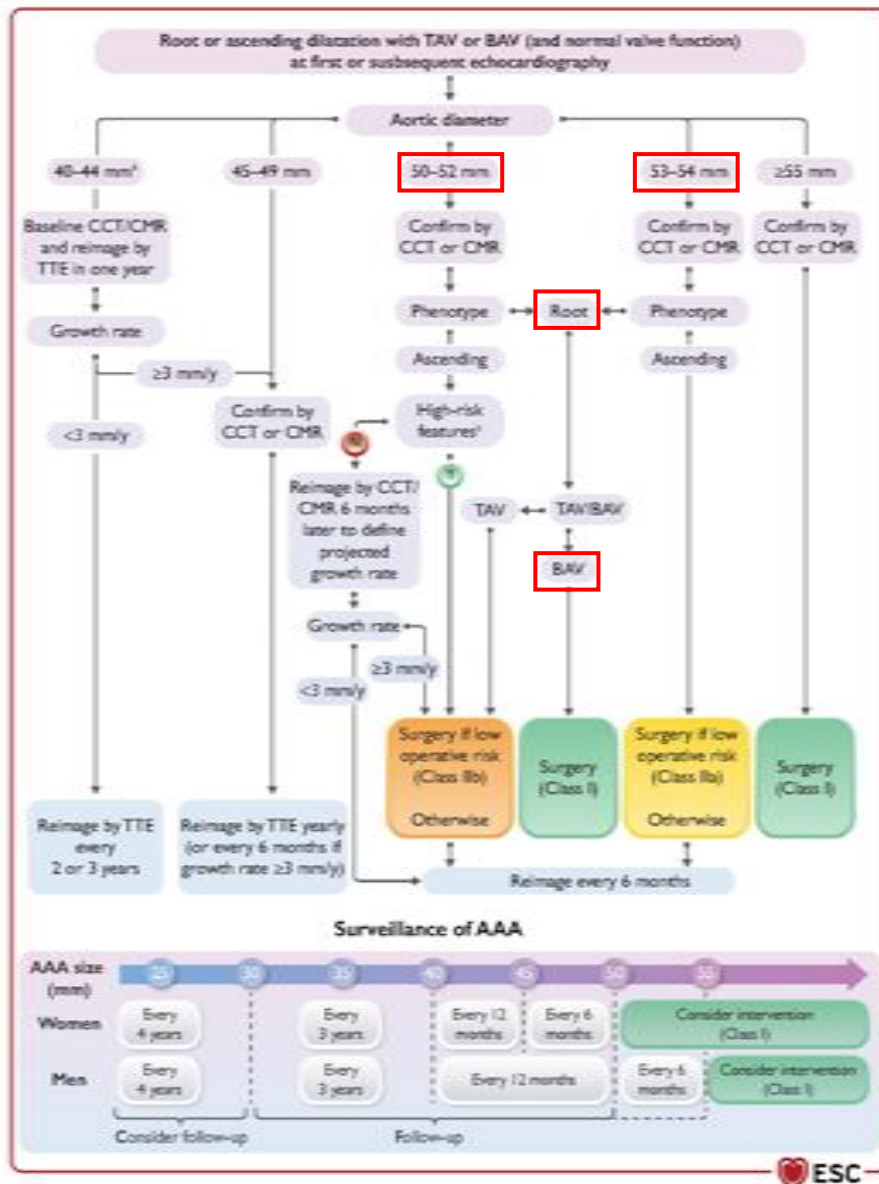 Root or ascending dilatation with TAV or BAV (and normal valve function)
at first or susbsequent echocardiography
Aortic diameter
40–44 mm
45–49 mm
50–52 mm
53–54 mm
≥55 mm
Baseline CCT/CMR
and reimage by
TTE in one year
Confirm by
CCT or CMR
Confirm by
CCT or CMR
Confirm by
CCT or CMR
Phenotype
Root
Phenotype
Growth rate
Ascending
Ascending
≥3 mm/y
<3 mm/y
Confirm by
CCT or CMR
High-risk
features
Reimage by CCT/
CMR 6 months
later to define
projected
growth rate
TAV
TAV/BAV
BAV
Growth rate
≥3 mm/y
<3 mm/y
Surgery if low
operative risk
(Class IIb)
Otherwise
Surgery
(Class I)
Surgery if low
operative risk
(Class IIa)
Otherwise
Surgery
(Class I)
Reimage by TTE
every
2 or 3 years
Reimage by TTE yearly
(or every 6 months if
growth rate ≥3 mm/y)
Reimage every 6 months
Surveillance of AAA
AAA size
(mm)
25 30 35 40 45 50 55
Women
Every
4 years
Every
3 years
Every 12
months
Every 6
months
Consider intervention
(Class I)
Men
Every
4 years
Every
3 years
Every 12 months
Every 6
months
Consider intervention
(Class I)
Consider follow-up
Follow-up
ESC